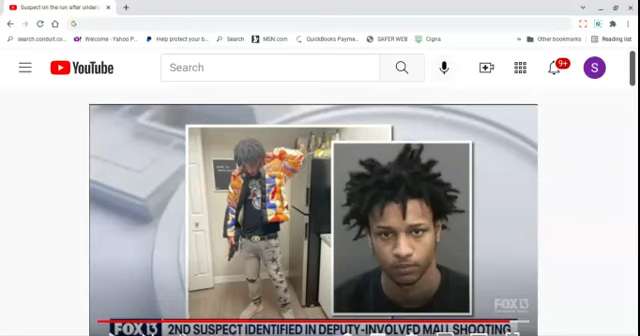 Suspect on the run after under
search.conduit.co...
Welcome - Yahoo P...
Help protect your b...
Search
MSN.com
QuickBooks Payme...
SAFER WEB
Cigna
Other bookmarks
Reading list
YouTube
Search
9+
S
FOX 13
FOX 13 2ND SUSPECT IDENTIFIED IN DEPUTY-INVOLVED MALL SHOOTING